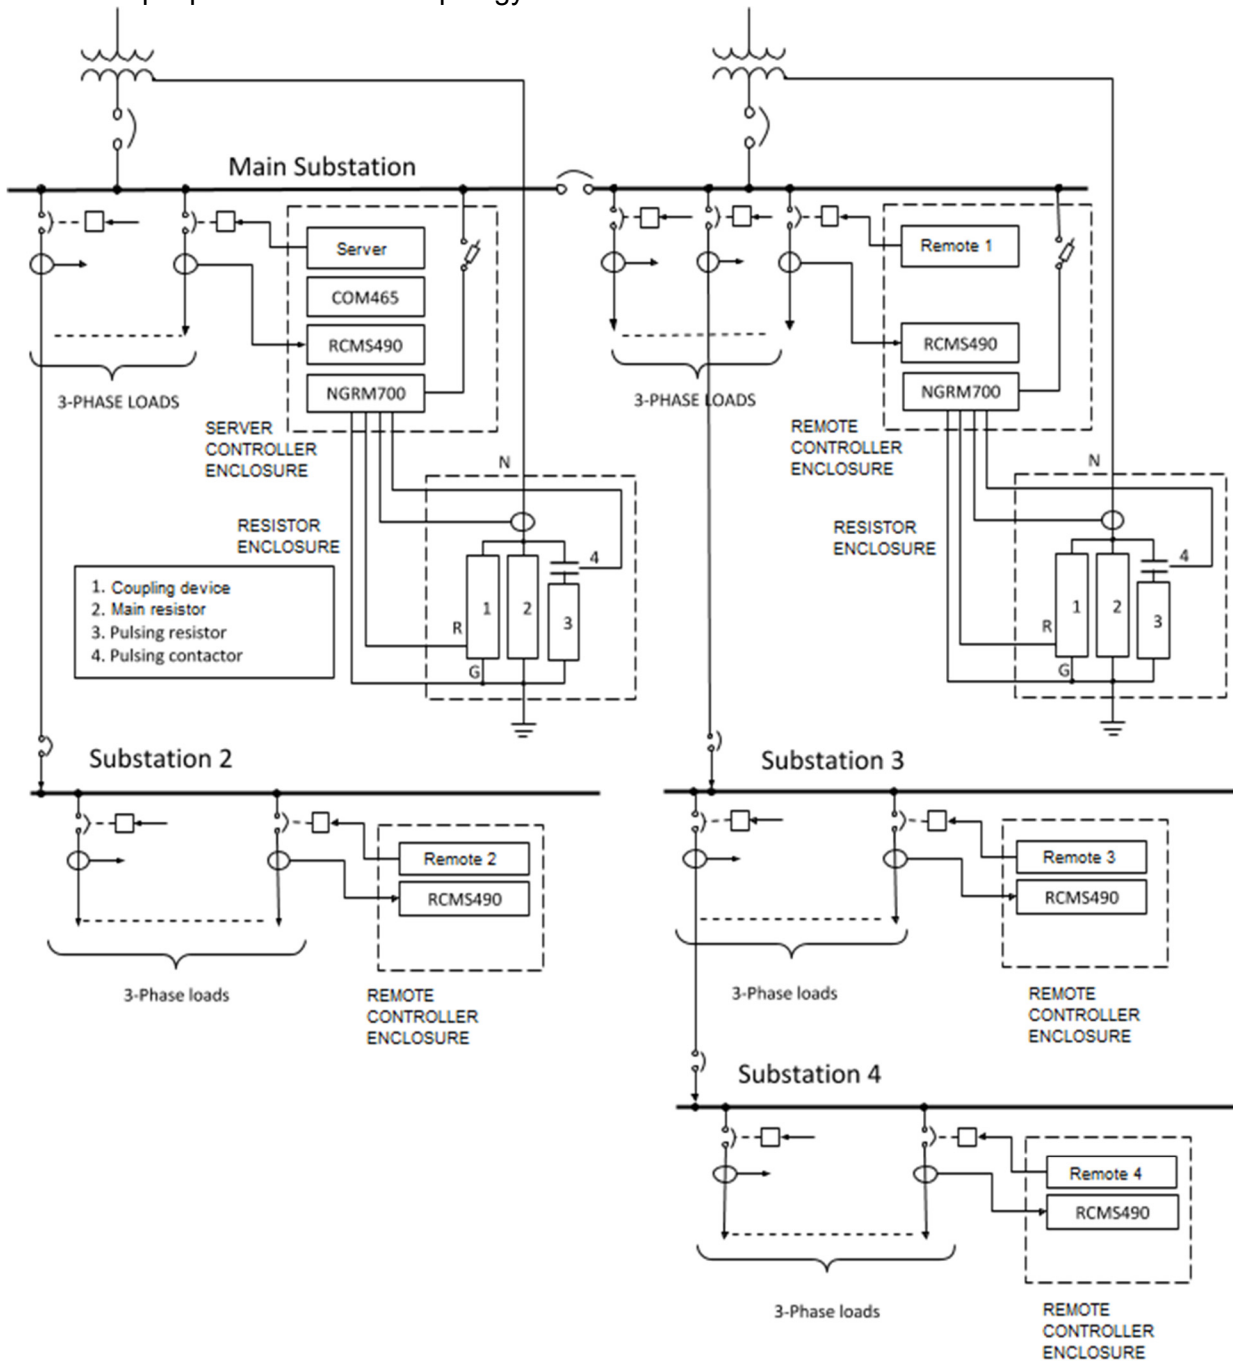 Main Substation
Server
COM465
RCMS490
NGRM700
3-PHASE LOADS
SERVER
CONTROLLER
ENCLOSURE
Remote 1
RCMS490
NGRM700
3-PHASE LOADS
REMOTE
CONTROLLER
ENCLOSURE
N
RESISTOR
ENCLOSURE
4
1
2
3
R
G
N
RESISTOR
ENCLOSURE
4
1
2
3
R
G
1. Coupling device
2. Main resistor
3. Pulsing resistor
4. Pulsing contactor
Substation 2
Remote 2
RCMS490
3-Phase loads
REMOTE
CONTROLLER
ENCLOSURE
Substation 3
Remote 3
RCMS490
3-Phase loads
REMOTE
CONTROLLER
ENCLOSURE
Substation 4
Remote 4
RCMS490
3-Phase loads
REMOTE
CONTROLLER
ENCLOSURE